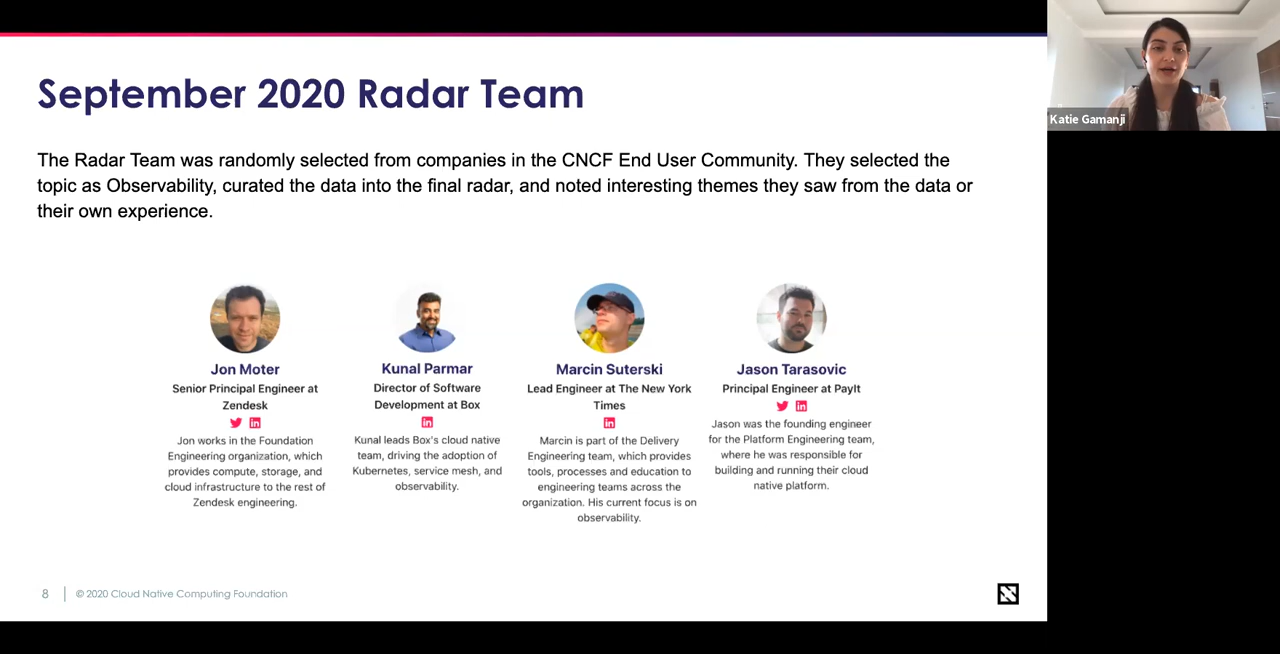 September 2020 Radar Team
Katie Gamanji
The Radar Team was randomly selected from companies in the CNCF End User Community. They selected the
topic as Observability, curated the data into the final radar, and noted interesting themes they saw from the data or
their own experience.
Jon Moter
Senior Principal Engineer at
Zendesk
Jon works in the Foundation
Engineering organization, which
provides compute, storage, and
cloud infrastructure to the rest of
Zendesk engineering.
Kunal Parmar
Director of Software
Development at Box
Kunal leads Box's cloud native
team, driving the adoption of
Kubernetes, service mesh, and
observability.
Marcin Suterski
Lead Engineer at The New York
Times
Marcin is part of the Delivery
Engineering team, which provides
tools, processes and education to
engineering teams across the
organization. His current focus is on
observability.
Jason Tarasovic
Principal Engineer at PayIt
Jason was the founding engineer
for the Platform Engineering team,
where he was responsible for
building and running their cloud
native platform.
8
© 2020 Cloud Native Computing Foundation